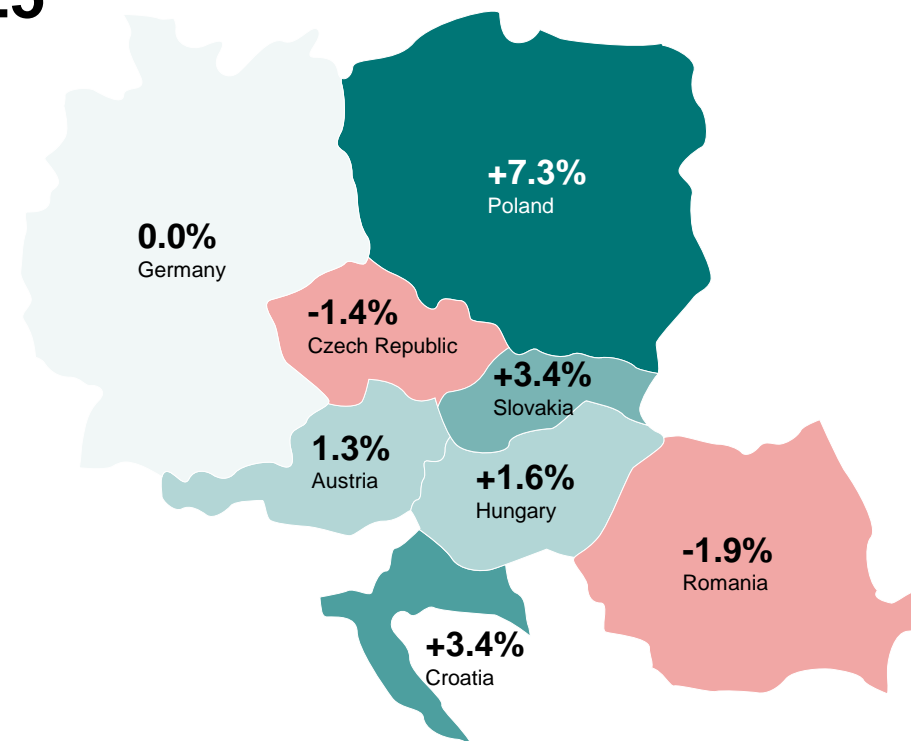 +7.3%
Poland
0.0%
Germany
-1.4%
Czech Republic
+3.4%
Slovakia
1.3%
Austria
+1.6%
Hungary
-1.9%
Romania
+3.4%
Croatia